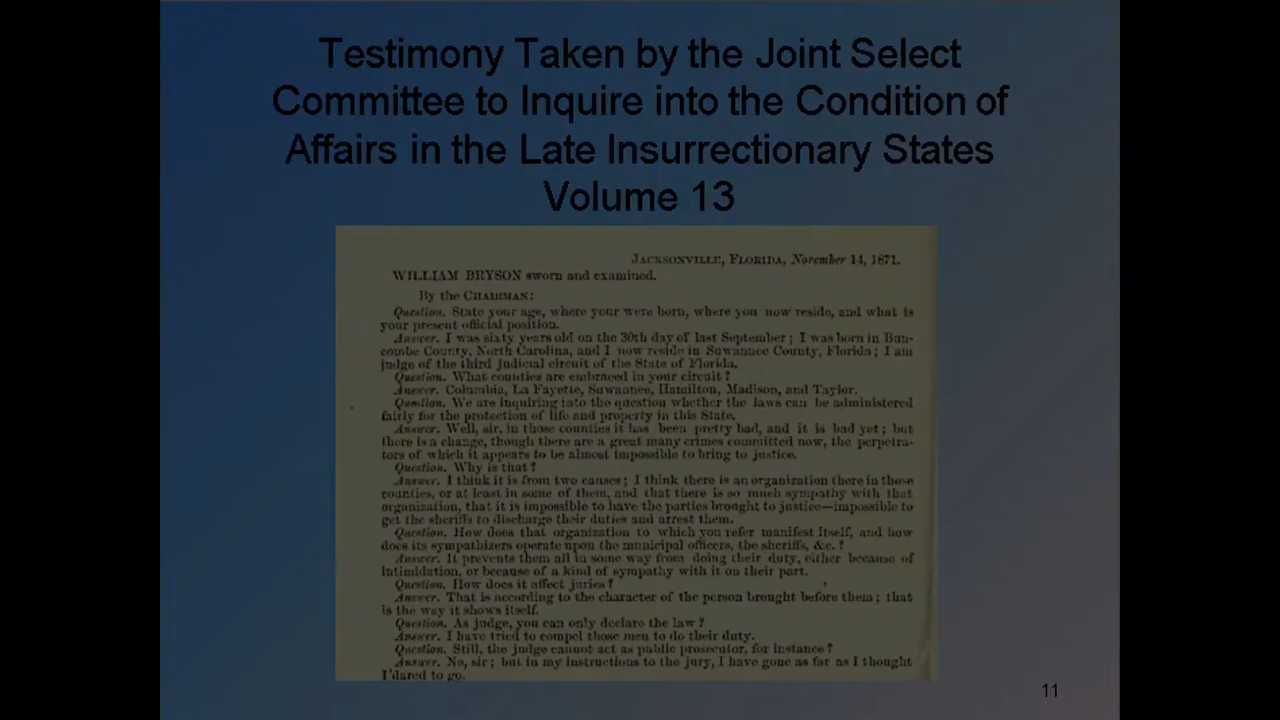 Testimony Taken by the Joint Select
Committee to Inquire into the Condition of
Affairs in the Late Insurrectionary States
Volume 13
JACKSONVILLE, FLORIDA, November 14, 1871.
WILLIAM BRYSON sworn and examined.
By the CHAIRMAN:
Question. State your age, where your were born, where you now reside, and what is
your present official position.
Answer. I was sixty years old on the 30th day of last September; I was born in Bun-
combe County, North Carolina, and I now reside in Suwannee County, Florida; I am
judge of the third judicial circuit of the State of Florida.
Question. What counties are embraced in your circuit?
Answer. Columbia, La Fayette, Suwannee, Hamilton, Madison, and Taylor.
Question. We are inquiring into the question whether the laws can be administered
fairly for the protection of life and property in this State.
Answer. Well, sir, in those counties it has been pretty bad, and it is bad yet; but
there is a change, though there are a great many crimes committed now, the perpetra-
tors of which it appears to be almost impossible to bring to justice.
Question. Why is that?
Answer. I think it is from two causes; I think there is an organization there in those
counties, or at least in some of them, and that there is so much sympathy with that
organization, that it is impossible to have the parties brought to justice—impossible to
get the sheriffs to discharge their duties and arrest them.
Question. How does that organization to which you refer manifest itself, and how
does its sympathizers operate upon the municipal officers, the sheriffs, &c.?
Answer. It prevents them all in some way from doing their duty, either because of
intimidation, or because of a kind of sympathy with it on their part.
Question. How does it affect juries?
Answer. That is according to the character of the person brought before them; that
is the way it shows itself.
Question. As judge, you can only declare the law?
Answer. I have tried to compel those men to do their duty.
Question. Still, the judge cannot act as public prosecutor, for instance?
Answer. No, sir; but in my instructions to the jury, I have gone as far as I thought
I dared to go.
11